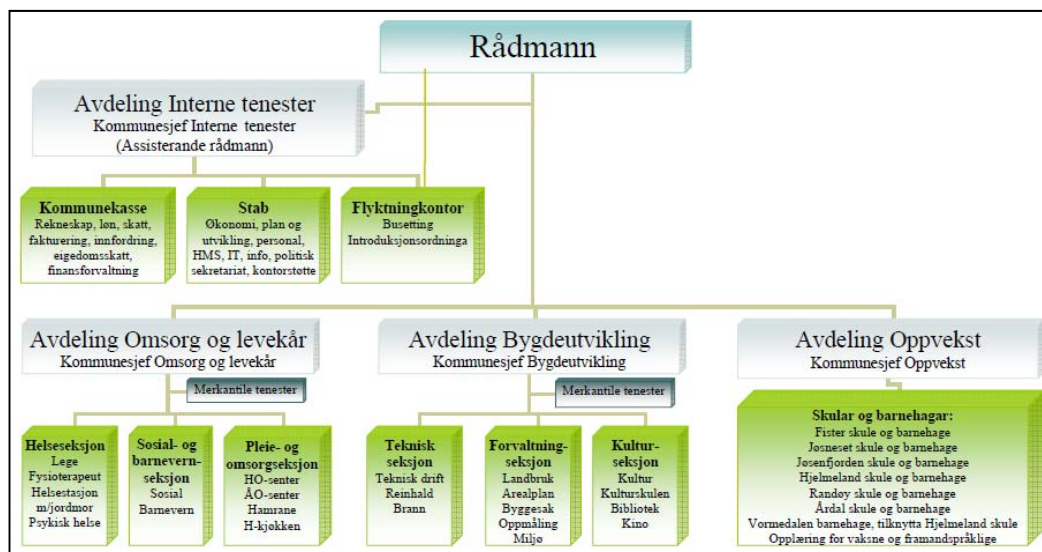 Rådmann
Avdeling Interne tenester
Kommunesjef Interne tenester
(Assisterande rådmann)
Kommunekasse
Rekneskap, løn, skatt,
fakturering, innfordring,
eigedomsskatt,
finansforvaltning
Stab
Økonomi, plan og
utvikling, personal,
HMS, IT, info, politisk
sekretariat, kontorstøtte
Flyktningkontor
Busetting
Introduksjonsordninga
Avdeling Omsorg og levekår
Kommunesjef Omsorg og levekår
Merkantile tenester
Helseseksjon
Lege
Fysioterapeut
Helsestasjon
m/jordmor
Psykisk helse
Sosial- og
barnevern-
seksjon
Sosial
Barnevern
Pleie- og
omsorgseksjon
HO-senter
ÅO-senter
Hamrane
H-kjøkken
Avdeling Bygdeutvikling
Kommunesjef Bygdeutvikling
Merkantile tenester
Teknisk
seksjon
Teknisk drift
Reinhald
Brann
Forvaltning-
seksjon
Landbruk
Arealplan
Byggesak
Oppmåling
Miljø
Kultur-
seksjon
Kultur
Kulturskulen
Bibliotek
Kino
Avdeling Oppvekst
Kommunesjef Oppvekst
Skular og barnehagar:
Fister skule og barnehage
Jøsneset skule og barnehage
Jøsenfjorden skule og barnehage
Hjelmeland skule og barnehage
Randøy skule og barnehage
Årdal skule og barnehage
Vormedalen barnehage, tilknytta Hjelmeland skule
Opplæring for vaksne og framandspråklige